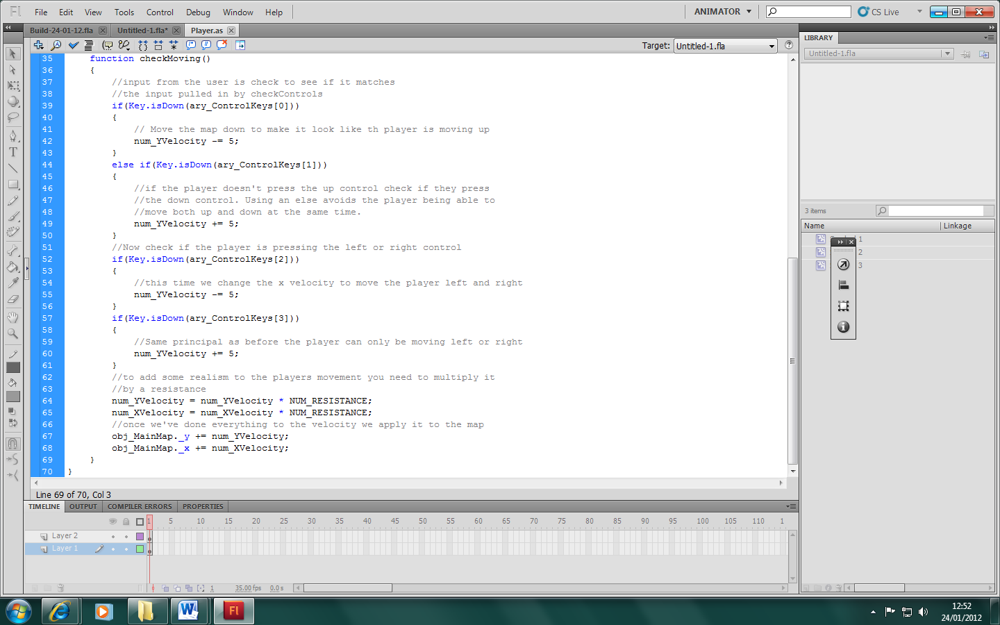 Fl File Edit View Tools Control Debug Window Help ANIMATOR CS Live
Build-24-01-12.fla Untitled-1.fla* Player.as
Target: Untitled-1.fla
35 function checkMoving()
36 {
37 //input from the user is check to see if it matches
38 //the input pulled in by checkControls
39 if(Key.isDown(ary_ControlKeys[0]))
40 {
41 // Move the map down to make it look like th player is moving up
42 num_YVelocity -= 5;
43 }
44 else if(Key.isDown(ary_ControlKeys[1]))
45 {
46 //if the player doesn't press the up control check if they press
47 //the down control. Using an else avoids the player being able to
48 //move both up and down at the same time.
49 num_YVelocity += 5;
50 }
51 //Now check if the player is pressing the left or right control
52 if(Key.isDown(ary_ControlKeys[2]))
53 {
54 //this time we change the x velocity to move the player left and right
55 num_YVelocity -= 5;
56 }
57 if(Key.isDown(ary_ControlKeys[3]))
58 {
59 //Same principal as before the player can only be moving left or right
60 num_YVelocity += 5;
61 }
62 //to add some realism to the players movement you need to multiply it
63 //by a resistance
64 num_YVelocity = num_YVelocity * NUM_RESISTANCE;
65 num_XVelocity = num_XVelocity * NUM_RESISTANCE;
66 //once we've done everything to the velocity we apply it to the map
67 obj_MainMap._y += num_YVelocity;
68 obj_MainMap._x += num_XVelocity;
69 }
70 }
Line 69 of 70, Col 3
TIMELINE OUTPUT COMPILER ERRORS PROPERTIES
1 5 10 15 20 25 30 35 40 45 50 55 60 65 70 75 80 85 90 95 100 105 110 1
Layer 2
Layer 1
1 35.00 fps 0.0 s
LIBRARY
Untitled-1.fla
3 items
Name Linkage
1
2
3
W Fl
12:52
24/01/2012